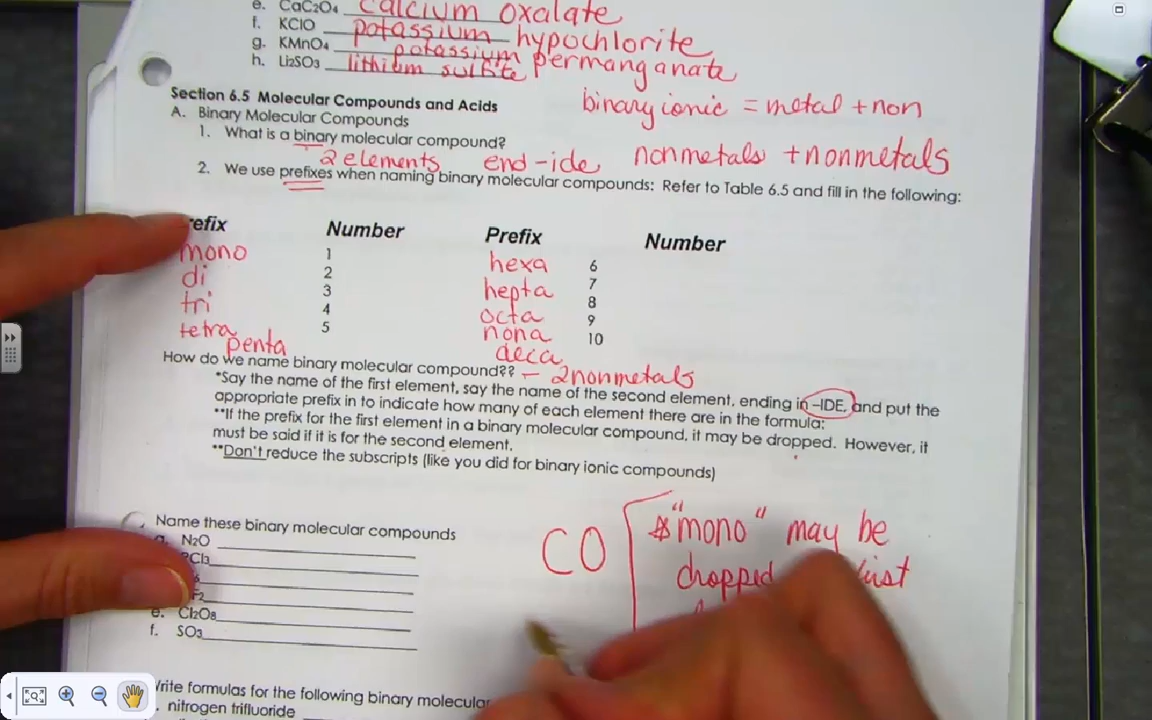 e. CaC2O4 calcium oxalate
f. KClO potassium hypochlorite
g. KMnO4 potassium permanganate
h. Li2SO3 lithium sulfite
Section 6.5 Molecular Compounds and Acids
binary ionic = metal + non
A. Binary Molecular Compounds
1. What is a binary molecular compound?
2 elements end -ide nonmetals + nonmetals
2. We use prefixes when naming binary molecular compounds: Refer to Table 6.5 and fill in the following:
refix Number Prefix Number
mono 1 hexa 6
di 2 hepta 7
tri 3 octa 8
tetra 4 nona 9
penta 5 deca 10
How do we name binary molecular compound?? - 2 nonmetals
*Say the name of the first element, say the name of the second element, ending in -IDE, and put the
appropriate prefix in to indicate how many of each element there are in the formula:
**If the prefix for the first element in a binary molecular compound, it may be dropped. However, it
must be said if it is for the second element.
**Don't reduce the subscripts (like you did for binary ionic compounds)
CO "mono" may be
dropped
Name these binary molecular compounds
N2O
Cl3
F2
e. Cl2O8
f. SO3
Write formulas for the following binary molecular
nitrogen trifluoride